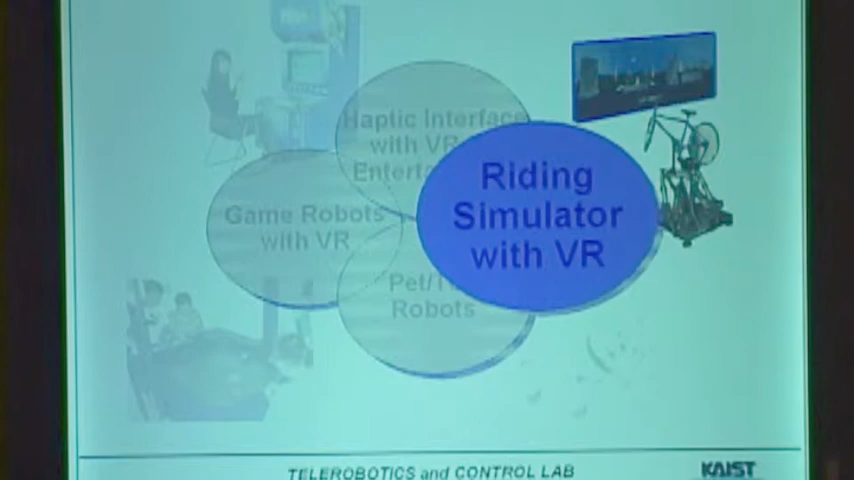 Haptic Interface
with VR
Game Robots
with VR
Riding
Simulator
with VR
Robots
TELEROBOTICS and CONTROL LAB
KAIST